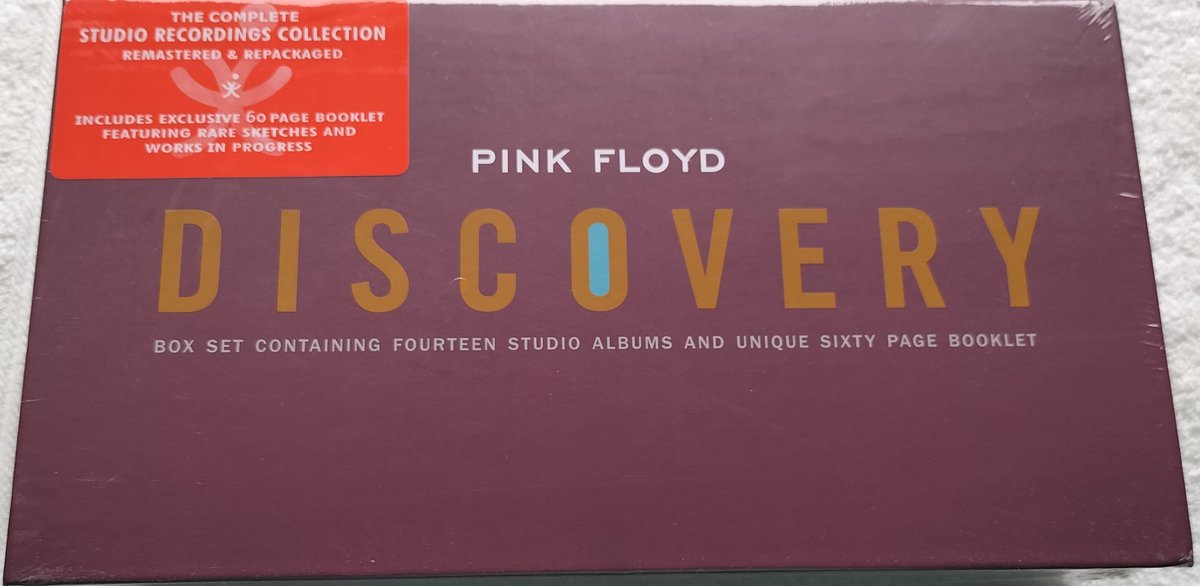 THE COMPLETE
STUDIO RECORDINGS COLLECTION
REMASTERED & REPACKAGED
INCLUDES EXCLUSIVE 60 PAGE BOOKLET
FEATURING RARE SKETCHES AND
WORKS IN PROGRESS
PINK FLOYD
DISCOVERY
BOX SET CONTAINING FOURTEEN STUDIO ALBUMS AND UNIQUE SIXTY PAGE BOOKLET